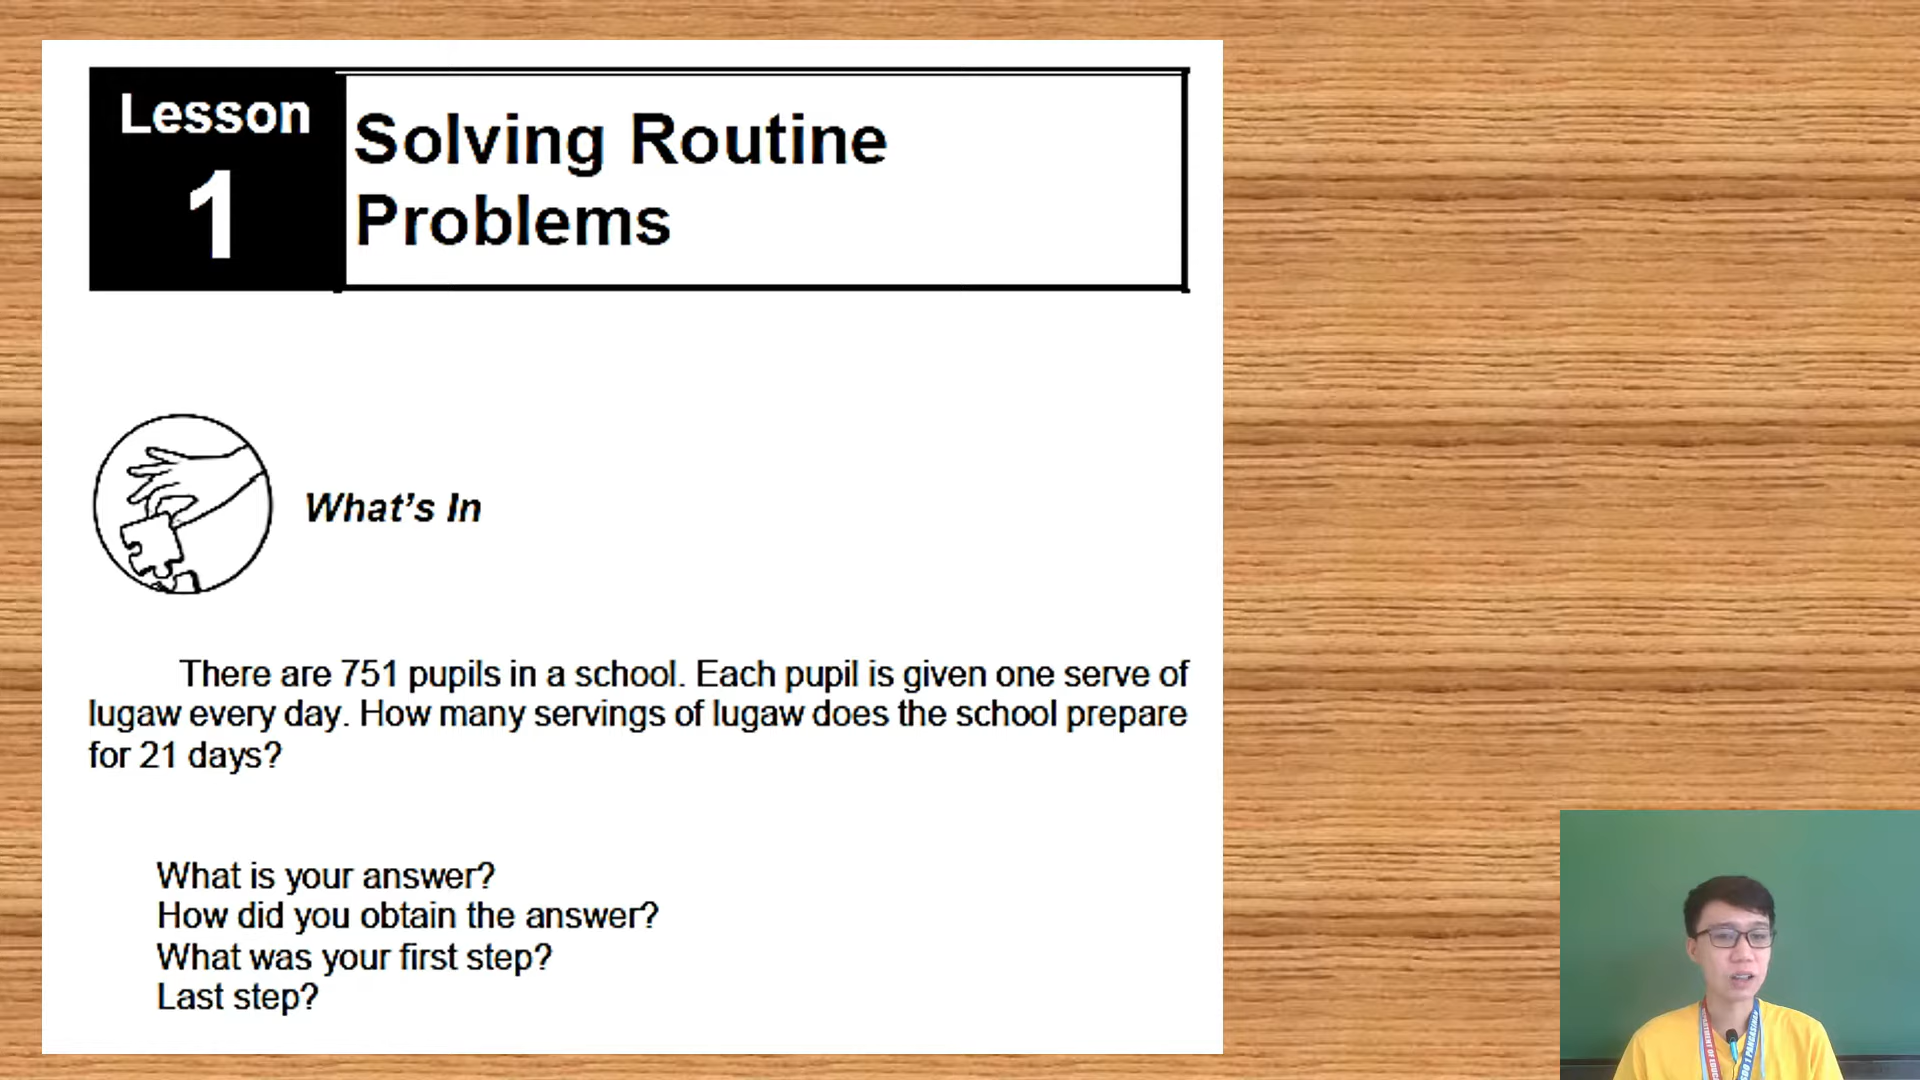 Lesson
1
Solving Routine
Problems
What's In
There are 751 pupils in a school. Each pupil is given one serve of
lugaw every day. How many servings of lugaw does the school prepare
for 21 days?
What is your answer?
How did you obtain the answer?
What was your first step?
Last step?